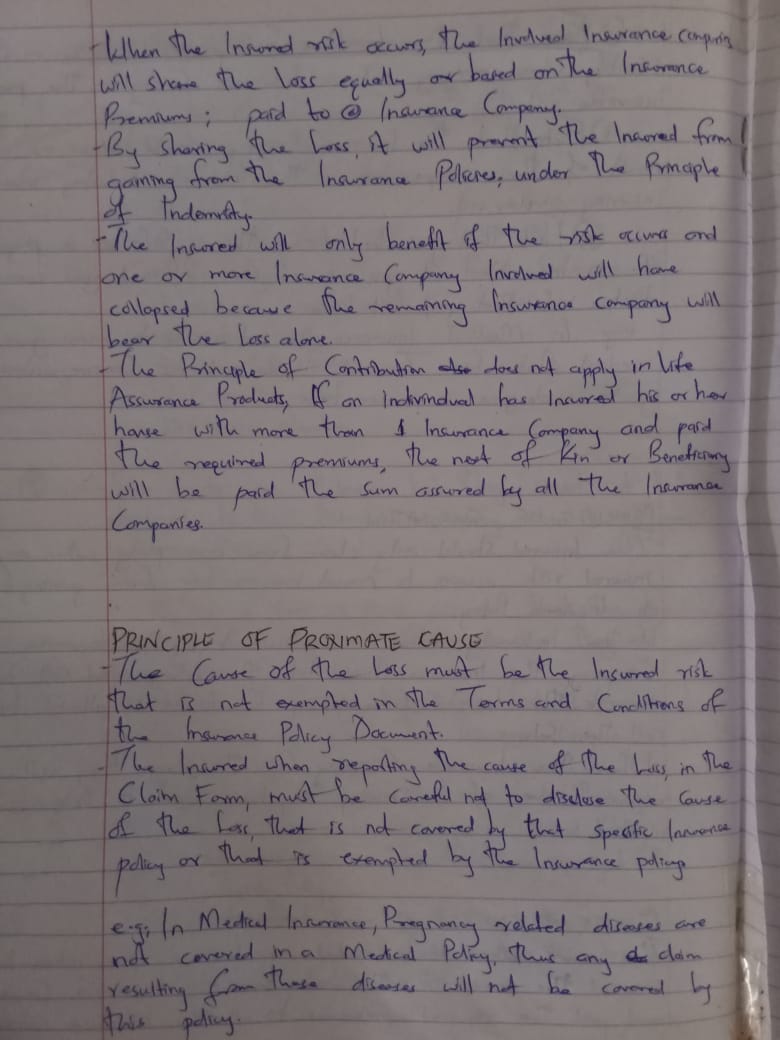 - When the Insured risk occurs, the Involved Insurance
will share the loss equally or based on the Insurance
Premiums; paid to @ Insurance Company.
- By sharing the Loss, it will prevent the Insured from
gaining from the Insurance Policies, under the Principle
of Indemnity.
- The Insured will only benefit if the risk occurs and
one or more Insurance Company Involved will have
collapsed because the remaining Insurance Company will
bear the Loss alone.
- The Principle of Contribution does not apply in Life
Assurance Products, If an Individual has Insured his or her
house with more than 1 Insurance Company and paid
the required premiums, the next of Kin or Beneficiary
will be paid the sum assured by all the Insurance
Companies.
PRINCIPLE OF PROXIMATE CAUSE
- The Cause of the Loss must be the Insured risk
that is not exempted in the Terms and Conditions of
the Insurance Policy Document.
- The Insured when reporting the cause of the Loss, in the
Claim Form, must be careful not to disclose the Cause
of the Loss, that is not covered by that specific Insurance
policy or that is exempted by the Insurance policy
e.g; In Medical Insurance, Pregnancy related diseases are
not covered in a Medical Policy, thus any claim
resulting from these diseases will not be covered by
this policy.